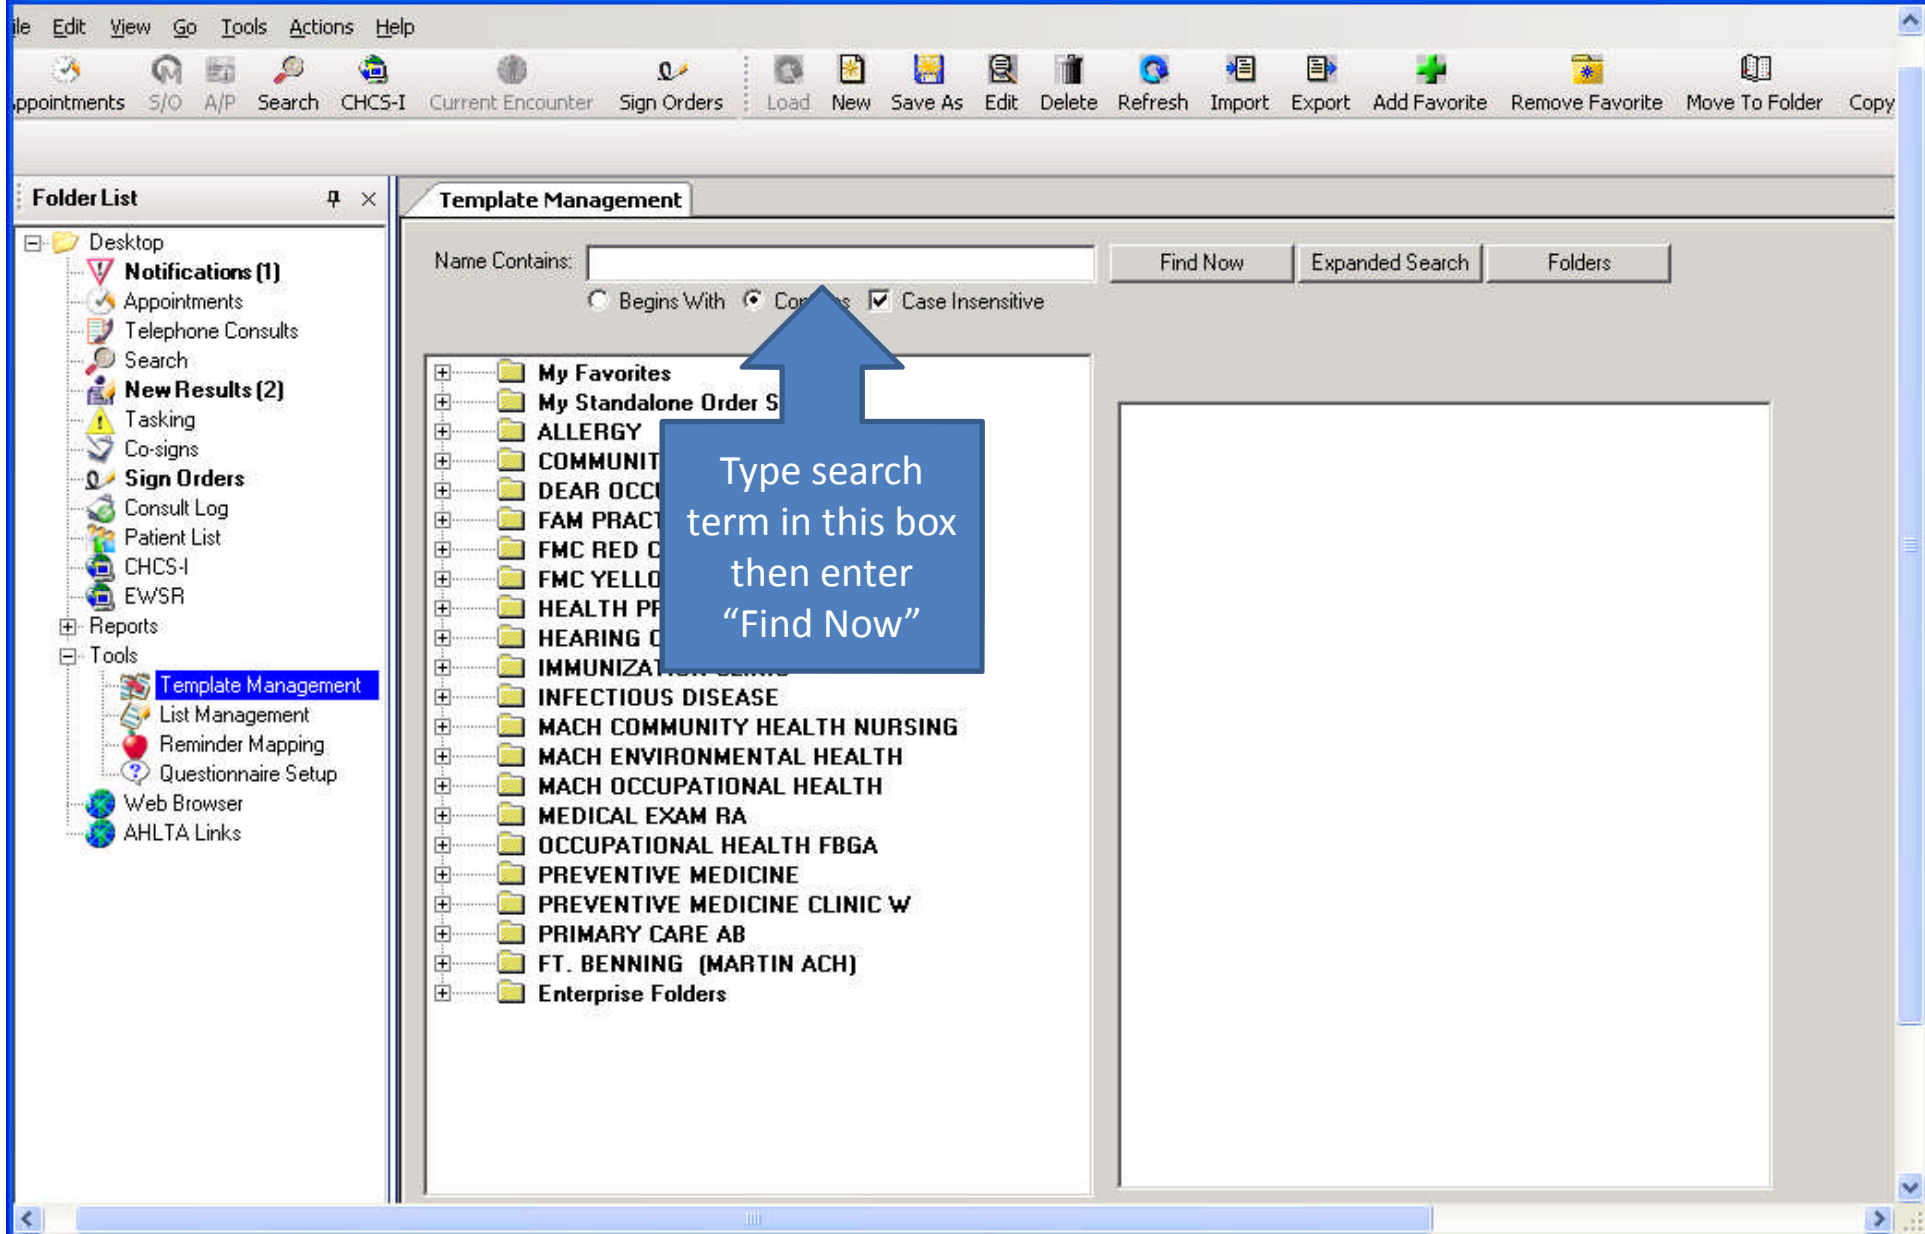 ile Edit View Go Tools Actions Help
ppointments S/O A/P Search CHCS-I Current Encounter Sign Orders Load New Save As Edit Delete Refresh Import Export Add Favorite Remove Favorite Move To Folder Copy
Folder List
Desktop
Notifications (1)
Appointments
Telephone Consults
Search
New Results (2)
Tasking
Co-signs
Sign Orders
Consult Log
Patient List
CHCS-I
EWSR
Reports
Tools
Template Management
List Management
Reminder Mapping
Questionnaire Setup
Web Browser
AHLTA Links
Template Management
Name Contains: Find Now Expanded Search Folders
Begins With Case Insensitive
My Favorites
My Standalone Order S
ALLERGY
COMMUNIT
DEAR OCCU
FAM PRACT
FMC RED C
FMC YELLO
HEALTH PR
HEARING C
IMMUNIZAT
INFECTIOUS DISEASE
MACH COMMUNITY HEALTH NURSING
MACH ENVIRONMENTAL HEALTH
MACH OCCUPATIONAL HEALTH
MEDICAL EXAM RA
OCCUPATIONAL HEALTH FBGA
PREVENTIVE MEDICINE
PREVENTIVE MEDICINE CLINIC W
PRIMARY CARE AB
FT. BENNING (MARTIN ACH)
Enterprise Folders
Type search
term in this box
then enter
“Find Now”